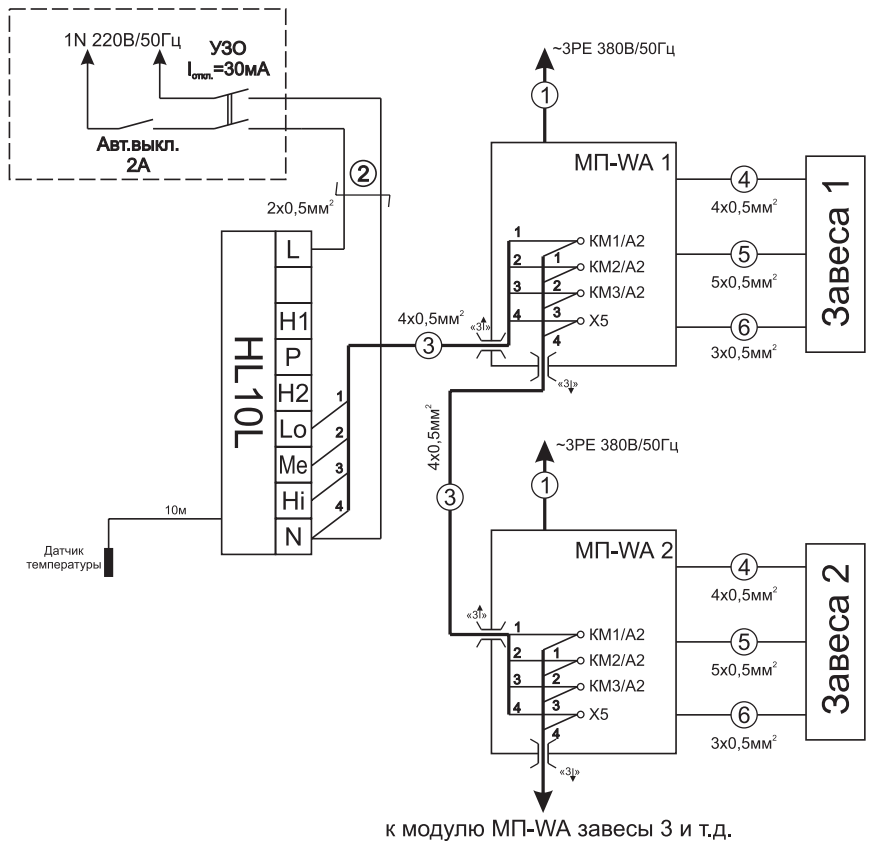 1N 220В/50Гц
УЗО
Iоткл.=30мА
Авт.выкл.
2А
2
2х0,5мм²
HL10L
L
H1
P
H2
Lo
Me
Hi
N
1
2
3
4
10м
Датчик
температуры
4х0,5мм²
3
~3РЕ 380В/50Гц
1
МП-WA 1
1
2
3
4
КМ1/А2
КМ2/А2
КМ3/А2
Х5
1
2
3
4
«3I»
«3I»
4
4х0,5мм²
5
5х0,5мм²
6
3х0,5мм²
Завеса 1
4х0,5мм²
3
~3РЕ 380В/50Гц
1
МП-WA 2
«3I»
1
2
3
4
КМ1/А2
КМ2/А2
КМ3/А2
Х5
1
2
3
4
«3I»
4
4х0,5мм²
5
5х0,5мм²
6
3х0,5мм²
Завеса 2
к модулю МП-WA завесы 3 и т.д.